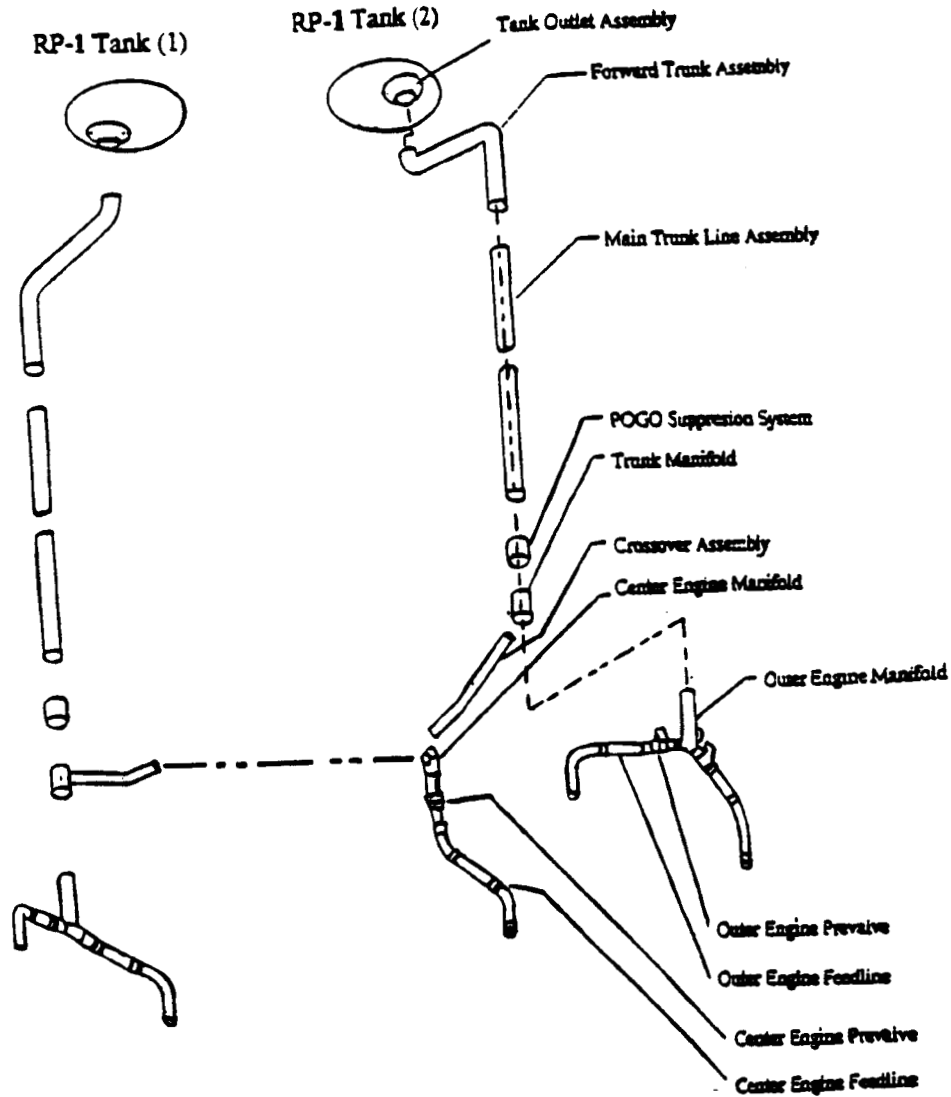 RP-1 Tank (1)
RP-1 Tank (2)
Tank Outlet Assembly
Forward Trunk Assembly
Main Trunk Line Assembly
POGO Suppresion System
Trunk Manifold
Crossover Assembly
Center Engine Manifold
Outer Engine Manifold
Outer Engine Prevalve
Outer Engine Feedline
Center Engine Prevalve
Center Engine Feedline